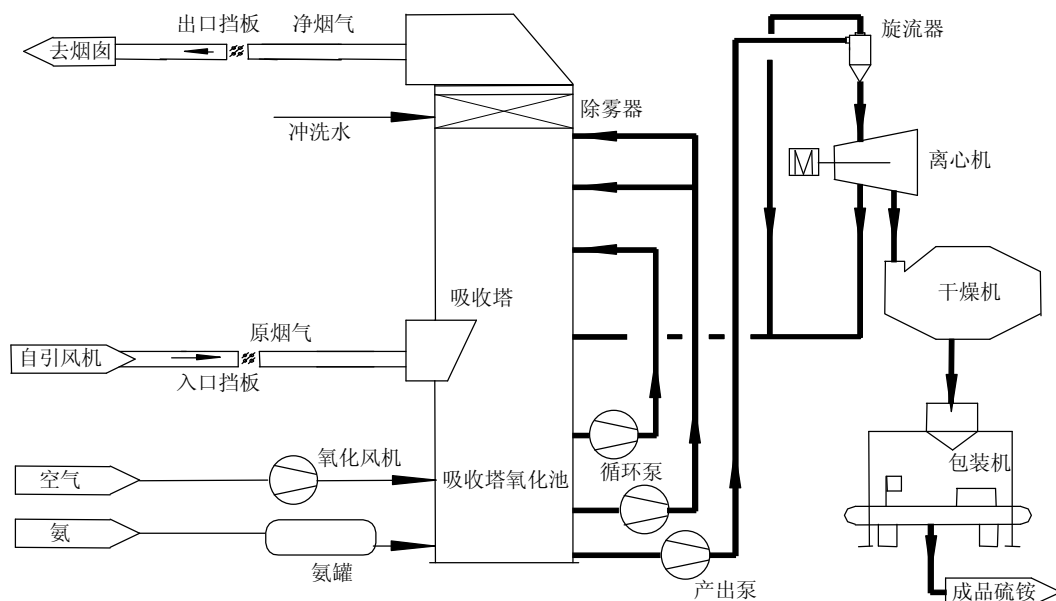 出口挡板
净烟气
去烟囱
旋流器
除雾器
冲洗水
M
离心机
吸收塔
干燥机
原烟气
自引风机
入口挡板
氧化风机
循环泵
包装机
空气
吸收塔氧化池
氨
氨罐
产出泵
成品硫铵